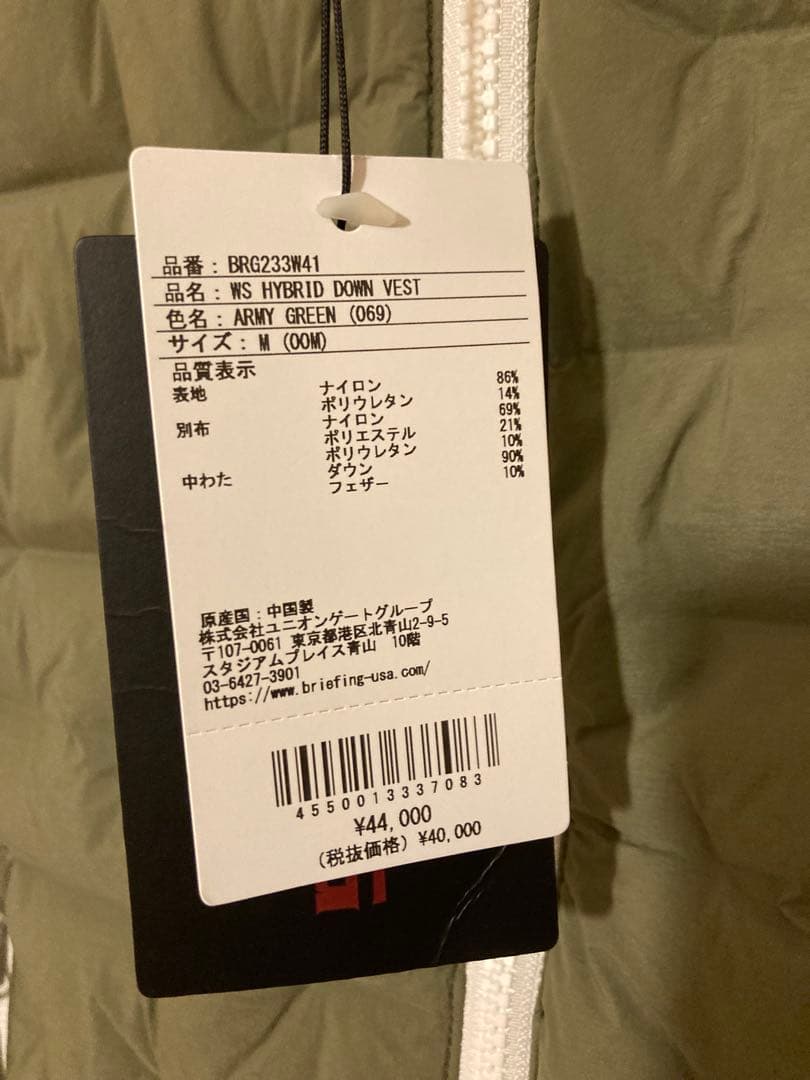 品番：BRG233W41
品名：WS HYBRID DOWN VEST
色名：ARMY GREEN (069)
サイズ：M (00M)
品質表示
表地 ナイロン 86%
ポリウレタン 14%
別布 ナイロン 69%
ポリエステル 21%
ポリウレタン 10%
中わた ダウン 90%
フェザー 10%
原産国：中国製
株式会社ユニオンゲートグループ
〒107-0061 東京都港区北青山2-9-5
スタジアムプレイス青山 10階
03-6427-3901
https://www.briefing-usa.com/
4550013337083
¥44,000
(税抜価格) ¥40,000